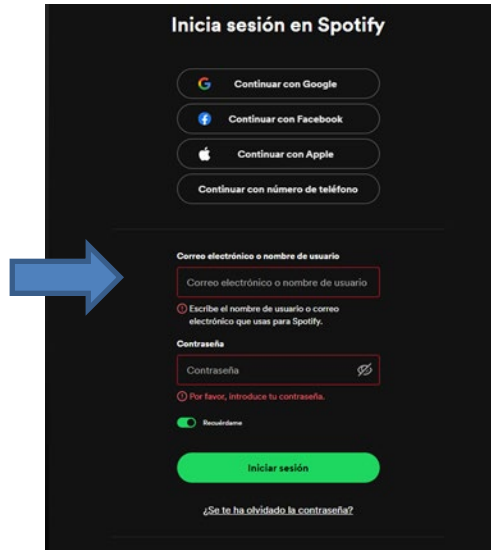 Inicia sesión en Spotify
Continuar con Google
Continuar con Facebook
Continuar con Apple
Continuar con número de teléfono
Correo electrónico o nombre de usuario
Correo electrónico o nombre de usuario
Escribe el nombre de usuario o correo
electrónico que usas para Spotify.
Contraseña
Contraseña
Por favor, introduce tu contraseña.
Recuérdame
Iniciar sesión
¿Se te ha olvidado la contraseña?